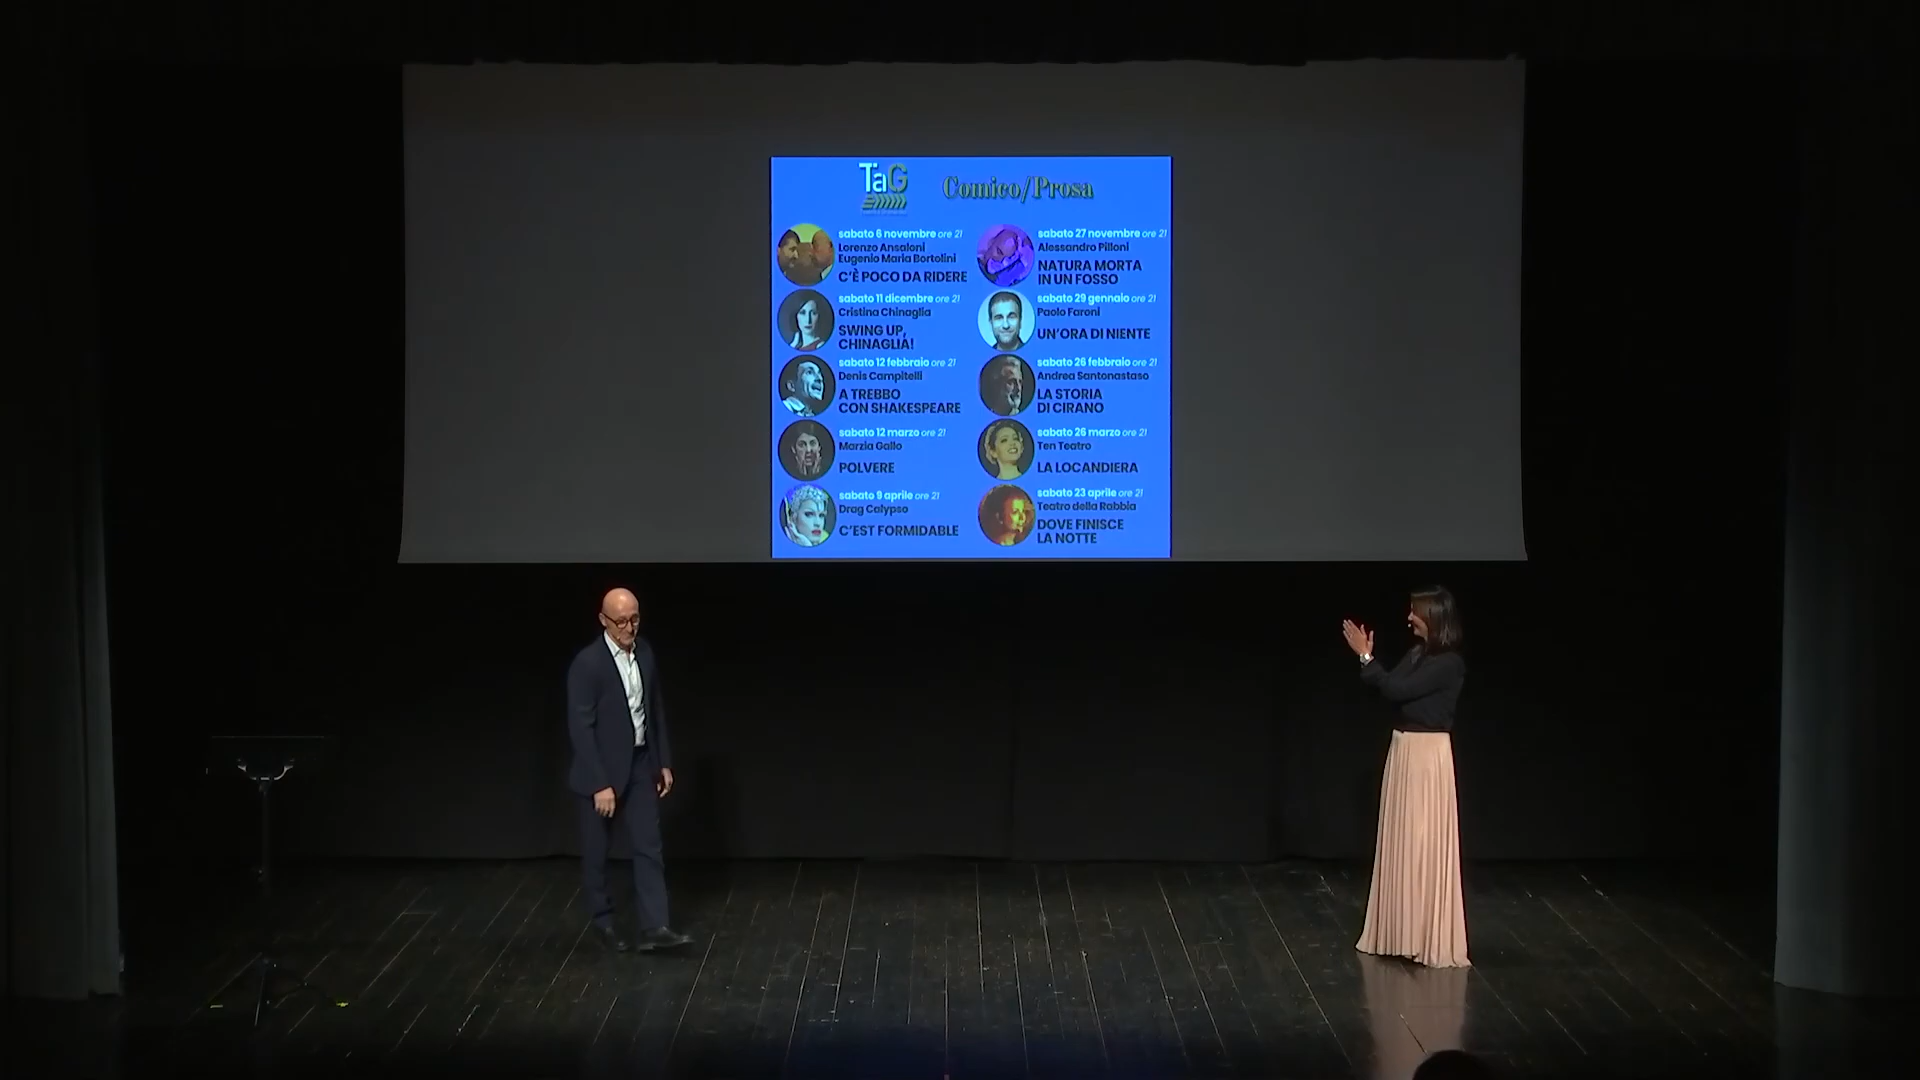 TaG
Comico/Prosa
sabato 6 novembre ore 21
Lorenzo Ansaloni
Eugenio Maria Bortolini
C'È POCO DA RIDERE
sabato 27 novembre ore 21
Alessandro Pilloni
NATURA MORTA
IN UN FOSSO
sabato 11 dicembre ore 21
Cristina Chinaglia
SWING UP,
CHINAGLIA!
sabato 29 gennaio ore 21
Paolo Faroni
UN'ORA DI NIENTE
sabato 12 febbraio ore 21
Denis Campitelli
A TREBBO
CON SHAKESPEARE
sabato 26 febbraio ore 21
Andrea Santonastaso
LA STORIA
DI CIRANO
sabato 12 marzo ore 21
Marzia Gallo
POLVERE
sabato 26 marzo ore 21
Ten Teatro
LA LOCANDIERA
sabato 9 aprile ore 21
Drag Calypso
C'EST FORMIDABLE
sabato 23 aprile ore 21
Teatro della Rabbia
DOVE FINISCE
LA NOTTE